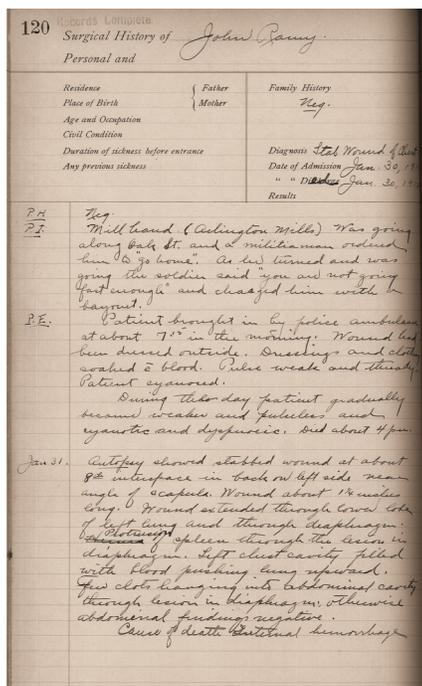 120
Records Complete
Surgical History of John Ramy.
Personal and
Residence
Father
Family History
Place of Birth
Mother
Neg.
Age and Occupation
Civil Condition
Duration of sickness before entrance
Diagnosis Stab Wound of Chest
Any previous sickness
Date of Admission Jan. 30, 19
" " Jan. 30, 19
Results
P.H. Neg.
P.I. Mill hand. (Arlington Mills) Was going
along Oak St. and a militiaman ordered
him to "go home". As he turned and was
going the soldier said "you are not going
fast enough" and charged him with a
bayonet.
P.E. Patient brought in by police ambulance
at about 7 15 in the morning. Wound had
been dressed outside. Dressings and clothes
soaked c̄ blood. Pulse weak and thready
Patient cyanosed.
During the day patient gradually
became weaker and pulseless and
cyanotic and dyspnoeic. Died about 4 pm.
Jan 31. Autopsy showed stabbed wound at about
8th interspace in back on left side near
angle of scapula. Wound about 1½ inches
long. Wound extended through lower lobe
of left lung and through diaphragm.
Protrusion of spleen through the lesion in
diaphragm. Left chest cavity filled
with blood pushing lung upward.
Few clots hanging into abdominal cavity
through lesion in diaphragm, otherwise
abdominal findings negative.
Cause of death Internal hemorrhage